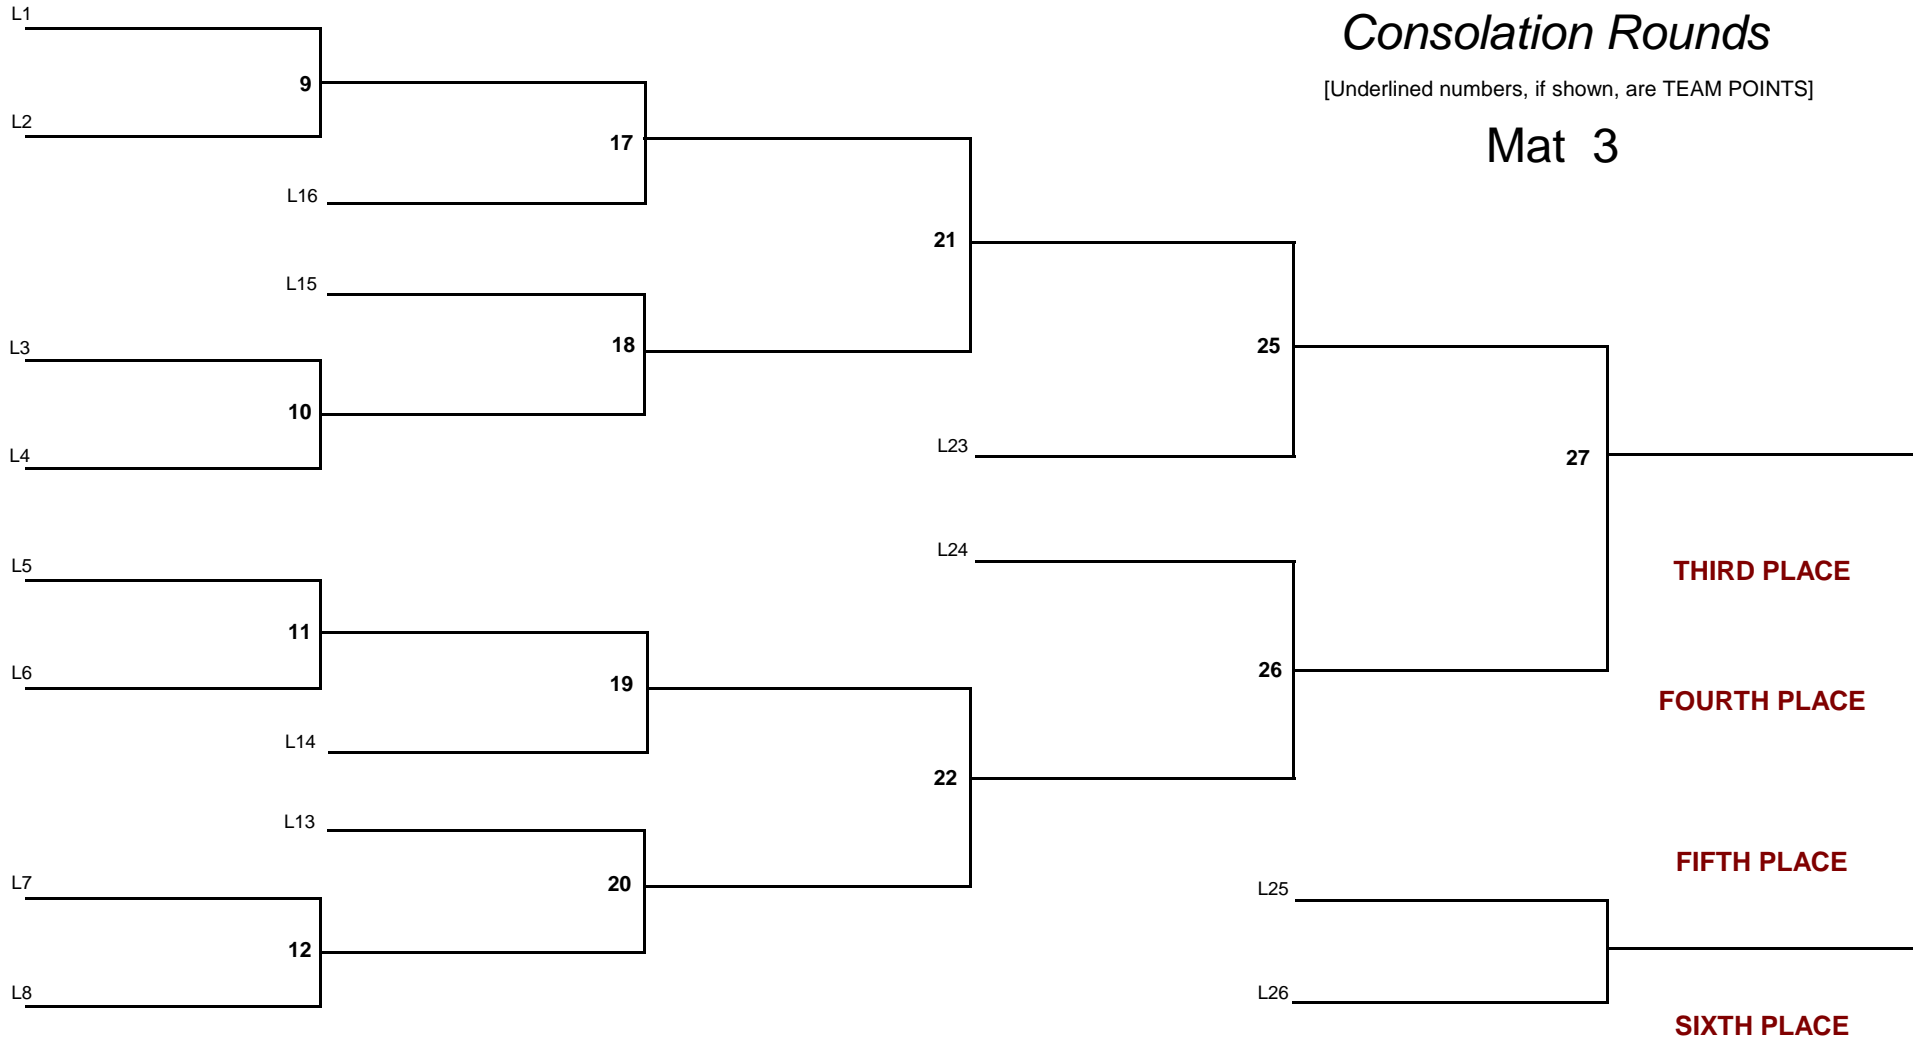 L1
Consolation Rounds
[Underlined numbers, if shown, are TEAM POINTS]
Mat 3
9
L2
17
L16
21
L15
L3
18
25
10
L4
L23
27
L24
L5
THIRD PLACE
11
L6
26
19
FOURTH PLACE
L14
22
L13
FIFTH PLACE
L7
20
L25
12
L8
L26
SIXTH PLACE